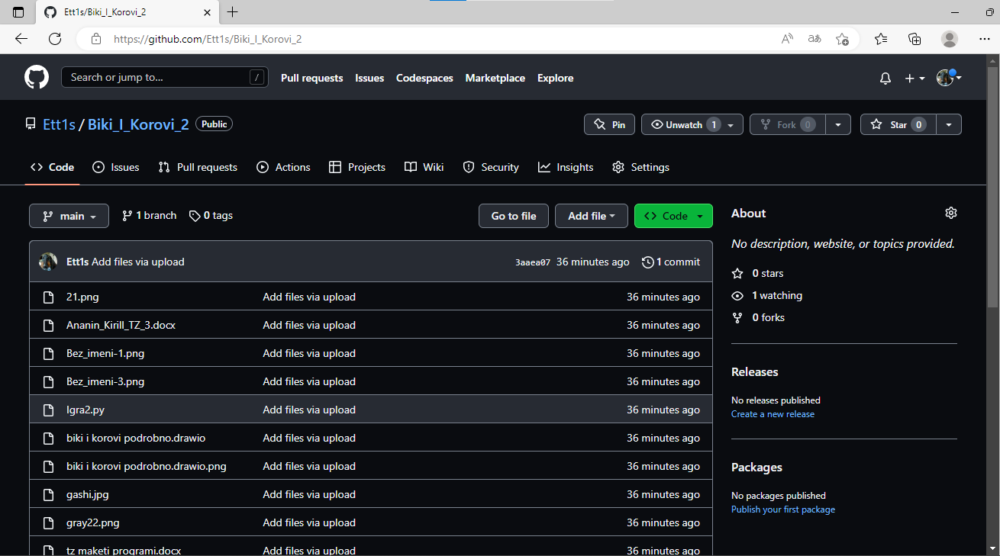 Ett1s/Biki_I_Korovi_2
https://github.com/Ett1s/Biki_I_Korovi_2
Search or jump to... / Pull requests Issues Codespaces Marketplace Explore
Ett1s / Biki_I_Korovi_2 Public Pin Unwatch 1 Fork 0 Star 0
Code Issues Pull requests Actions Projects Wiki Security Insights Settings
main 1 branch 0 tags Go to file Add file Code
Ett1s Add files via upload 3aaea07 36 minutes ago 1 commit
21.png Add files via upload 36 minutes ago
Ananin_Kirill_TZ_3.docx Add files via upload 36 minutes ago
Bez_imeni-1.png Add files via upload 36 minutes ago
Bez_imeni-3.png Add files via upload 36 minutes ago
Igra2.py Add files via upload 36 minutes ago
biki i korovi podrobno.drawio Add files via upload 36 minutes ago
biki i korovi podrobno.drawio.png Add files via upload 36 minutes ago
gashi.jpg Add files via upload 36 minutes ago
gray22.png Add files via upload 36 minutes ago
tz maketi programi.docx Add files via upload 36 minutes ago
About
No description, website, or topics provided.
0 stars
1 watching
0 forks
Releases
No releases published
Create a new release
Packages
No packages published
Publish your first package